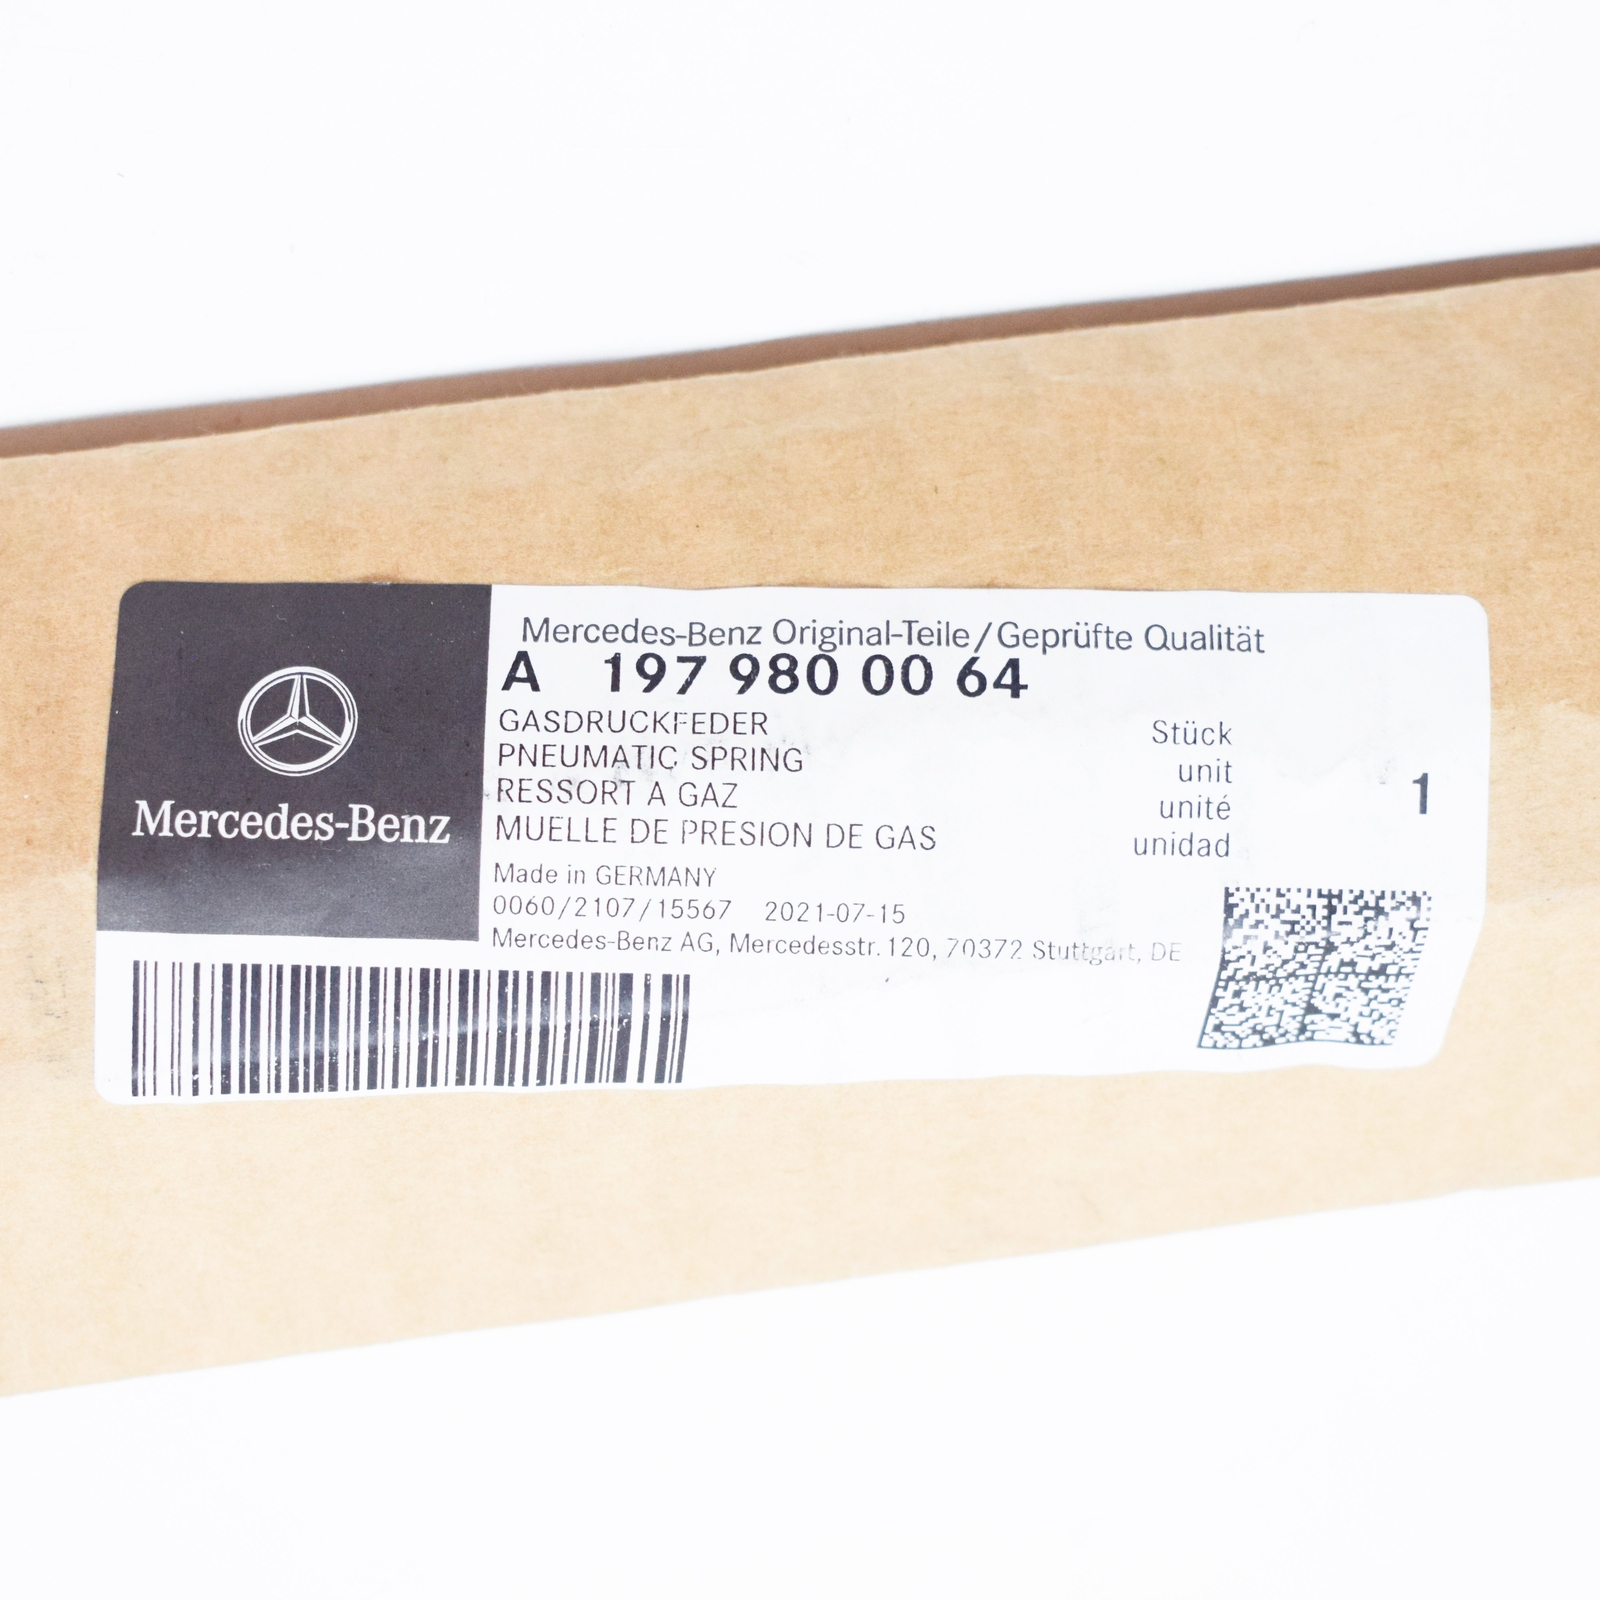 Mercedes-Benz
Mercedes-Benz Original-Teile/Geprüfte Qualität
A 197 980 00 64
GASDRUCKFEDER
PNEUMATIC SPRING
RESSORT A GAZ
MUELLE DE PRESION DE GAS
Stück
unit
unité
unidad
1
Made in GERMANY
0060/2107/15567 2021-07-15
Mercedes-Benz AG, Mercedesstr. 120, 70372 Stuttgart, DE